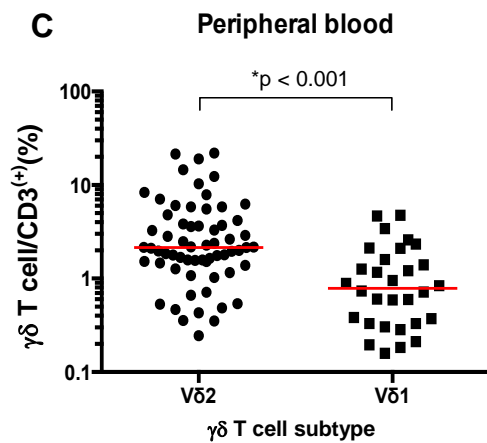 C
Peripheral blood
*p < 0.001
γδ T cell/CD3(+)(%)
100
10
1
0.1
Vδ2
Vδ1
γδ T cell subtype